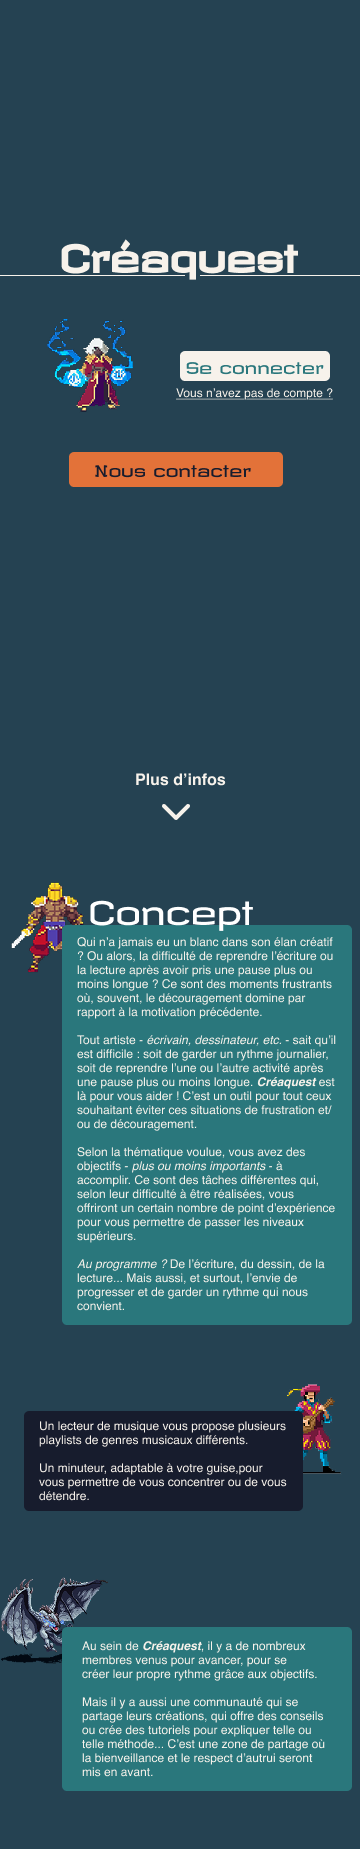 Créaquest
Se connecter
Vous n'avez pas de compte ?
Nous contacter
Plus d'infos
Concept
Qui n'a jamais eu un blanc dans son élan créatif
? Ou alors, la difficulté de reprendre l'écriture ou
la lecture après avoir pris une pause plus ou
moins longue ? Ce sont des moments frustrants
où, souvent, le découragement domine par
rapport à la motivation précédente.
Tout artiste - écrivain, dessinateur, etc. - sait qu'il
est difficile : soit de garder un rythme journalier,
soit de reprendre l'une ou l'autre activité après
une pause plus ou moins longue. Créaquest est
là pour vous aider ! C'est un outil pour tout ceux
souhaitant éviter ces situations de frustration et/
ou de découragement.
Selon la thématique voulue, vous avez des
objectifs - plus ou moins importants - à
accomplir. Ce sont des tâches différentes qui,
selon leur difficulté à être réalisées, vous
offriront un certain nombre de point d'expérience
pour vous permettre de passer les niveaux
supérieurs.
Au programme ? De l'écriture, du dessin, de la
lecture... Mais aussi, et surtout, l'envie de
progresser et de garder un rythme qui nous
convient.
Un lecteur de musique vous propose plusieurs
playlists de genres musicaux différents.
Un minuteur, adaptable à votre guise,pour
vous permettre de vous concentrer ou de vous
détendre.
Au sein de Créaquest, il y a de nombreux
membres venus pour avancer, pour se
créer leur propre rythme grâce aux objectifs.
Mais il y a aussi une communauté qui se
partage leurs créations, qui offre des conseils
ou crée des tutoriels pour expliquer telle ou
telle méthode... C'est une zone de partage où
la bienveillance et le respect d'autrui seront
mis en avant.